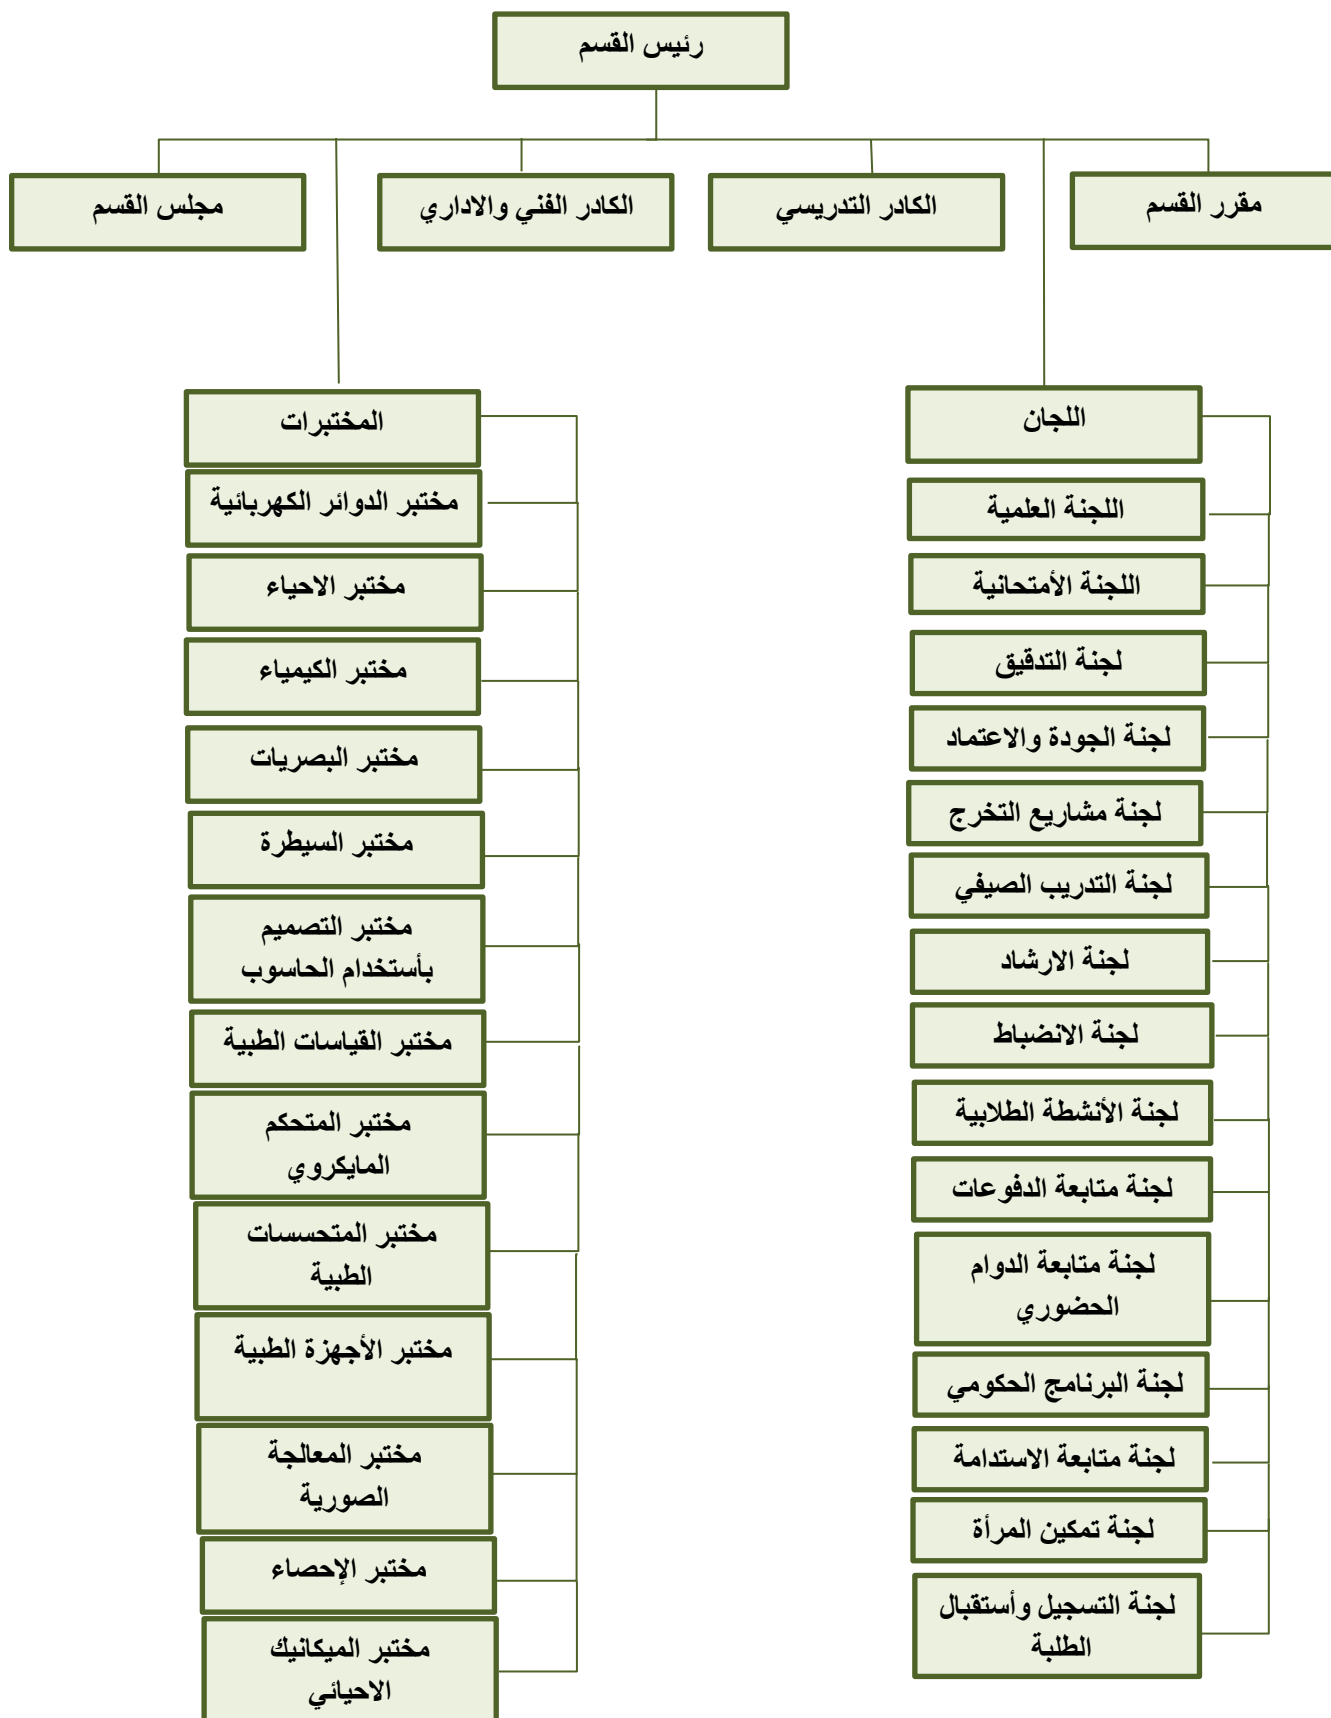 رئيس القسم
مقرر القسم
الكادر التدريسي
الكادر الفني والاداري
مجلس القسم
اللجان
اللجنة العلمية
اللجنة الأمتحانية
لجنة التدقيق
لجنة الجودة والاعتماد
لجنة مشاريع التخرج
لجنة التدريب الصيفي
لجنة الارشاد
لجنة الانضباط
لجنة الأنشطة الطلابية
لجنة متابعة الدفوعات
لجنة متابعة الدوام
الحضوري
لجنة البرنامج الحكومي
لجنة متابعة الاستدامة
لجنة تمكين المرأة
لجنة التسجيل وأستقبال
الطلبة
المختبرات
مختبر الدوائر الكهربائية
مختبر الاحياء
مختبر الكيمياء
مختبر البصريات
مختبر السيطرة
مختبر التصميم
بأستخدام الحاسوب
مختبر القياسات الطبية
مختبر المتحكم
المايكروي
مختبر المتحسسات
الطبية
مختبر الأجهزة الطبية
مختبر المعالجة
الصورية
مختبر الإحصاء
مختبر الميكانيك
الاحيائي